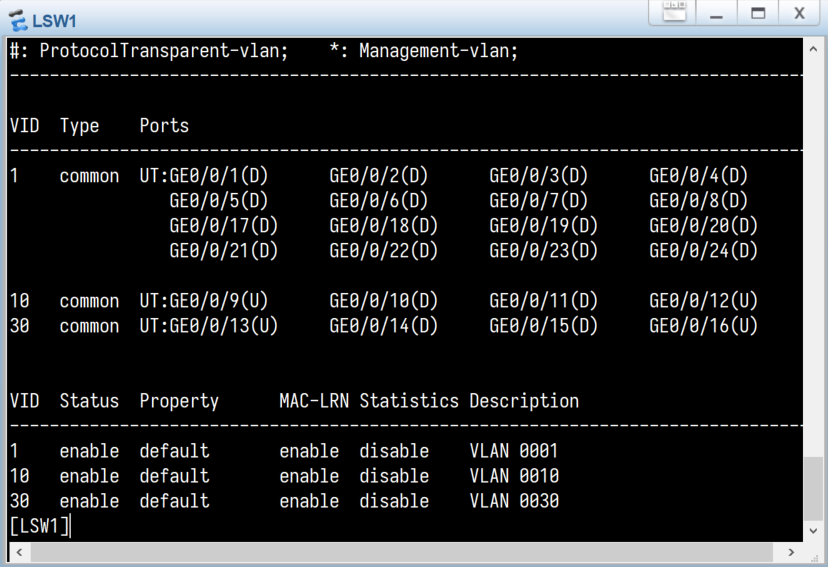 LSW1
#: ProtocolTransparent-vlan;    *: Management-vlan;
--------------------------------------------------------------------------------
VID  Type    Ports
--------------------------------------------------------------------------------
1    common  UT:GE0/0/1(D)      GE0/0/2(D)      GE0/0/3(D)      GE0/0/4(D)
                GE0/0/5(D)      GE0/0/6(D)      GE0/0/7(D)      GE0/0/8(D)
                GE0/0/17(D)     GE0/0/18(D)     GE0/0/19(D)     GE0/0/20(D)
                GE0/0/21(D)     GE0/0/22(D)     GE0/0/23(D)     GE0/0/24(D)
10   common  UT:GE0/0/9(U)      GE0/0/10(D)     GE0/0/11(D)     GE0/0/12(U)
30   common  UT:GE0/0/13(U)     GE0/0/14(D)     GE0/0/15(D)     GE0/0/16(U)
VID  Status  Property      MAC-LRN Statistics Description
--------------------------------------------------------------------------------
1    enable  default       enable  disable    VLAN 0001
10   enable  default       enable  disable    VLAN 0010
30   enable  default       enable  disable    VLAN 0030
[LSW1]